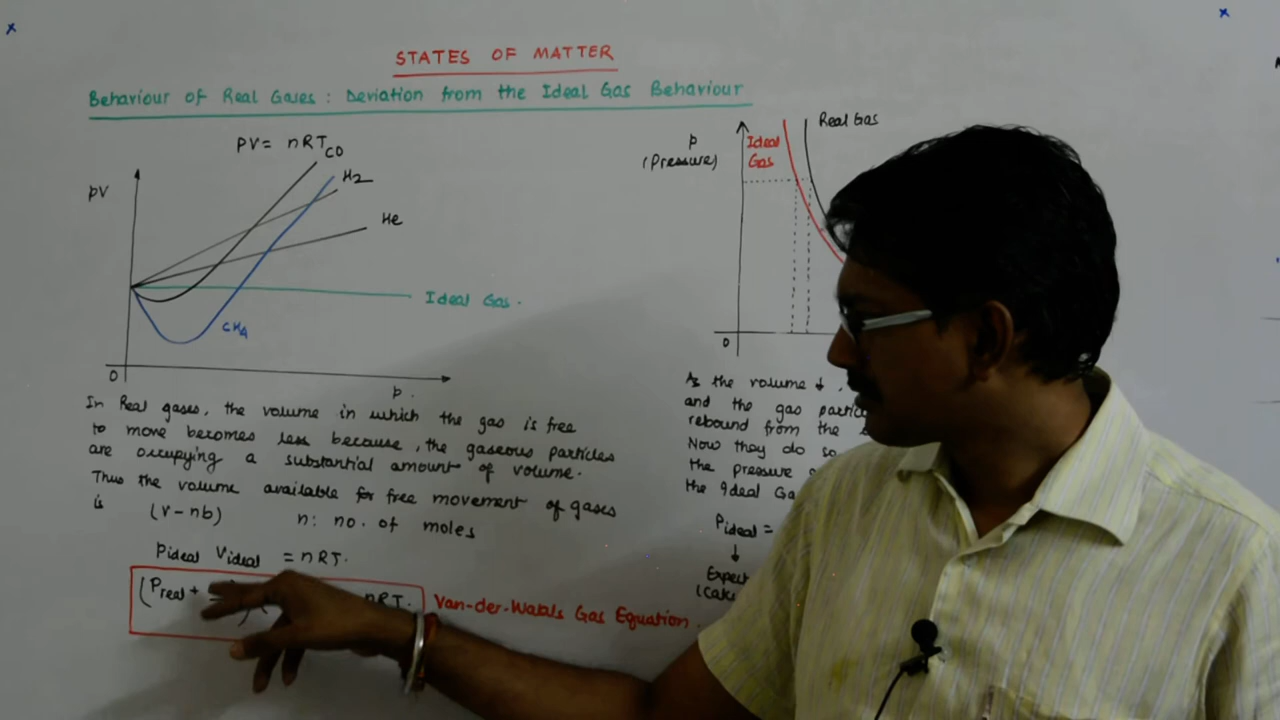 STATES OF MATTER
Behaviour of Real Gases : Deviation from the Ideal Gas Behaviour
PV = nRT
CO
H2
He
PV
Ideal Gas.
CH4
0
p.
In Real gases, the volume in which the gas is free
to move becomes less because, the gaseous particles
are occupying a substantial amount of volume.
Thus the volume available for free movement of gases
is
(V-nb) n: no. of moles
Pideal Videal = nRT.
(Preal +
nRT.
Van-der-Waals Gas Equation.
p
(Pressure)
Ideal
Gas
Real Gas
0
As the volume ↓
and the gas
rebound from the
Now they do so
the pressure
the Ideal
Pideal =
↓